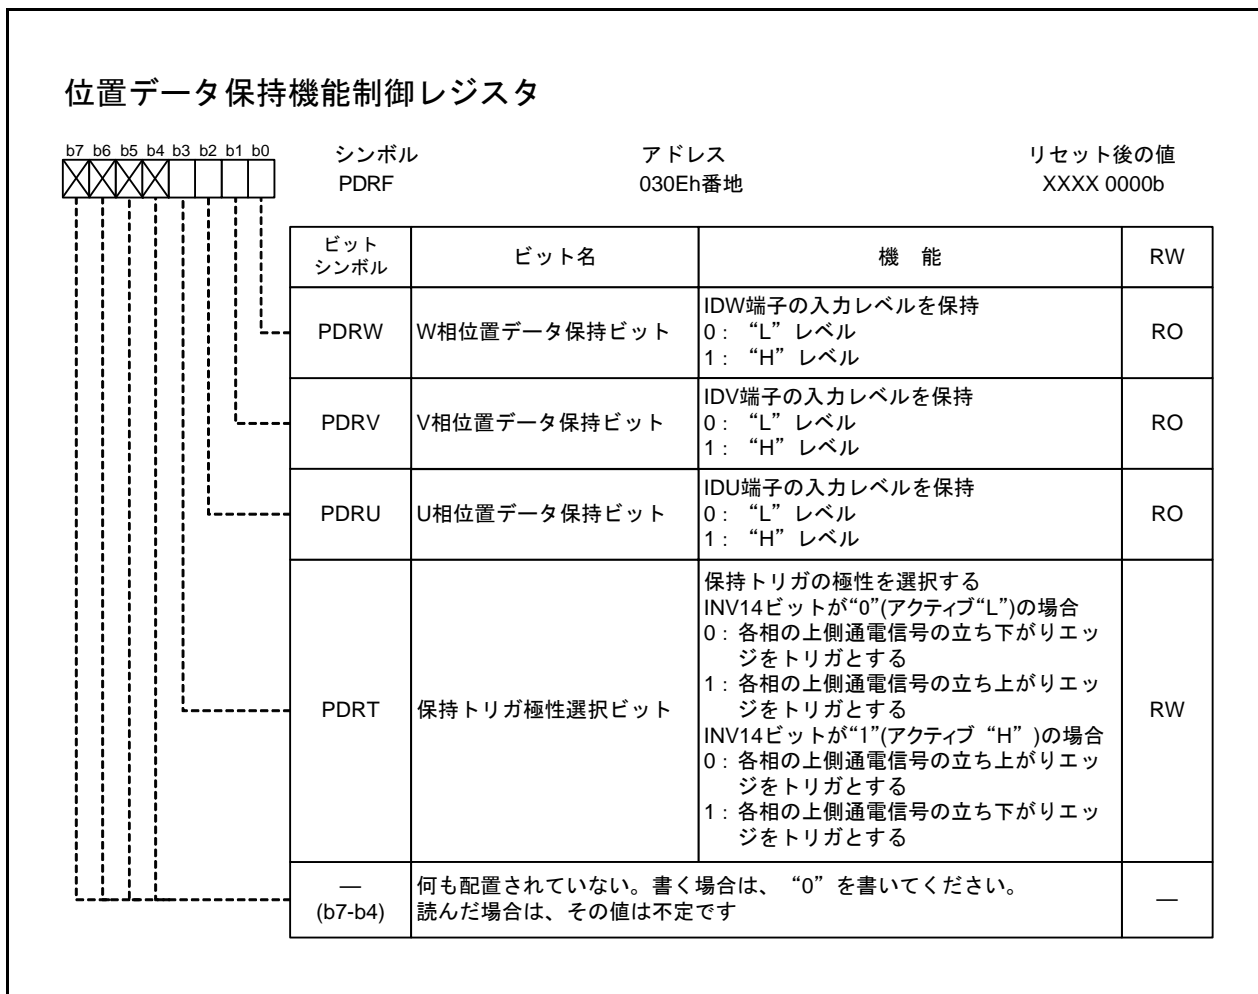 位置データ保持機能制御レジスタ
b7 b6 b5 b4 b3 b2 b1 b0
シンボル アドレス リセット後の値
PDRF 030Eh番地 XXXX 0000b
ビット
シンボル
ビット名
機 能
RW
PDRW
W相位置データ保持ビット
IDW端子の入力レベルを保持
0: “L”レベル
1: “H”レベル
RO
PDRV
V相位置データ保持ビット
IDV端子の入力レベルを保持
0: “L”レベル
1: “H”レベル
RO
PDRU
U相位置データ保持ビット
IDU端子の入力レベルを保持
0: “L”レベル
1: “H”レベル
RO
PDRT
保持トリガ極性選択ビット
保持トリガの極性を選択する
INV14ビットが“0”(アクティブ“L”)の場合
0: 各相の上側通電信号の立ち下がりエッ
ジをトリガとする
1: 各相の上側通電信号の立ち上がりエッ
ジをトリガとする
INV14ビットが“1”(アクティブ “H” )の場合
0: 各相の上側通電信号の立ち上がりエッ
ジをトリガとする
1: 各相の上側通電信号の立ち下がりエッ
ジをトリガとする
RW
—
(b7-b4)
何も配置されていない。書く場合は、“0”を書いてください。
読んだ場合は、その値は不定です
—